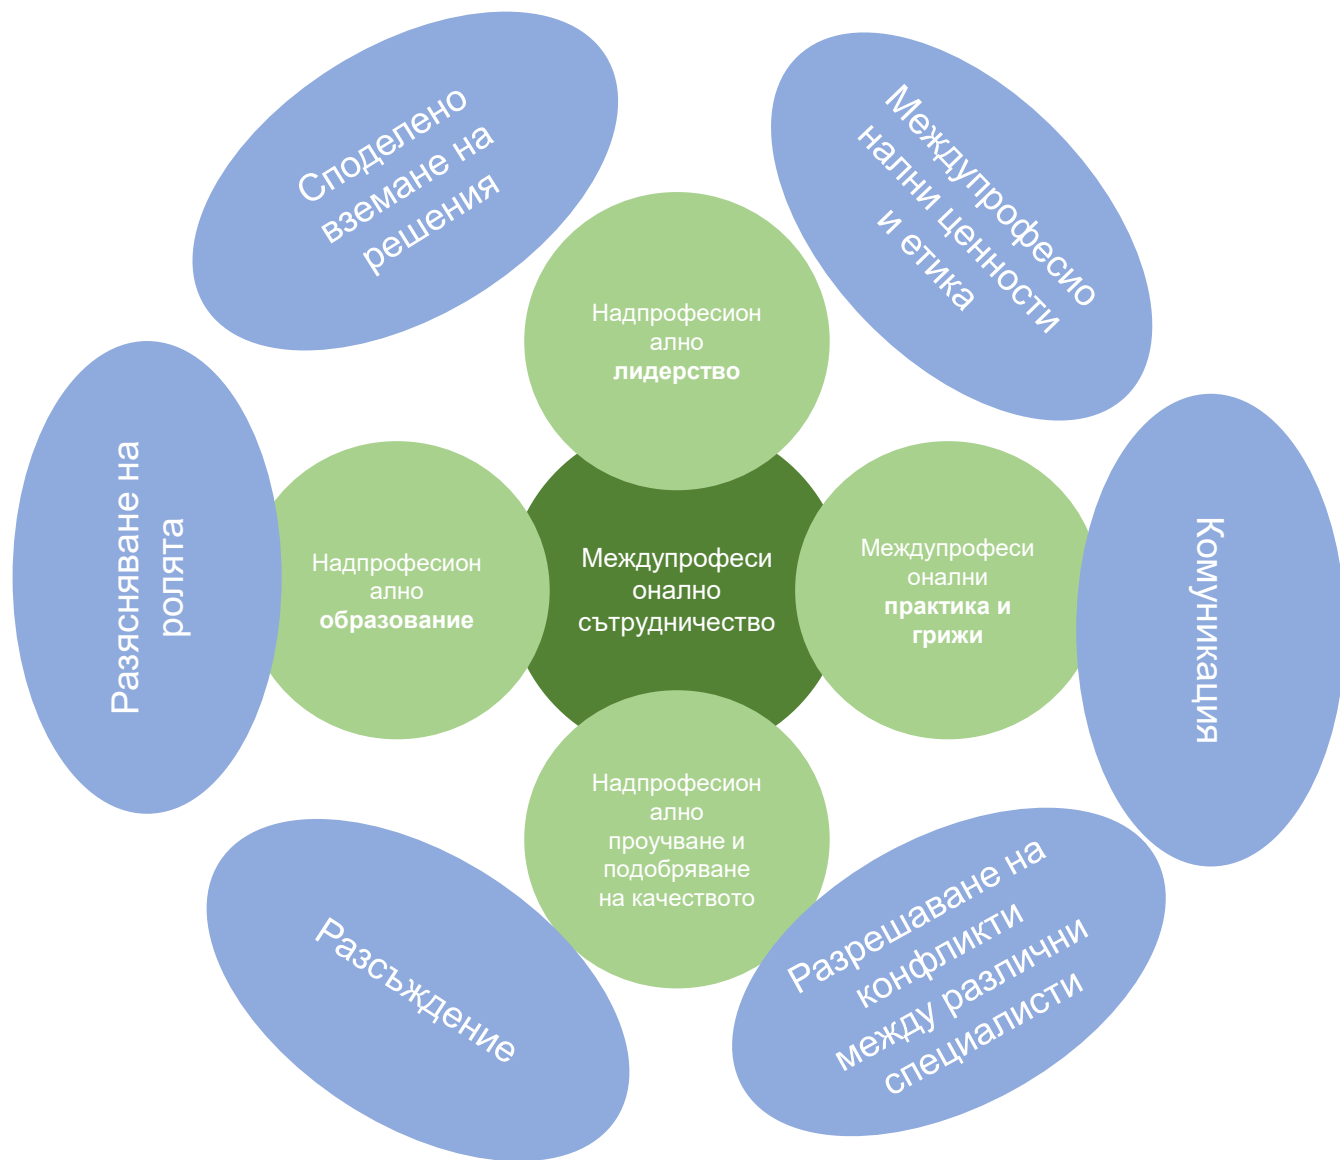 Споделено
вземане на
решения
Междупрофесио
нални ценности
и етика
Надпрофесион
ално
лидерство
Разясняване на
ролята
Надпрофесион
ално
образование
Междупрофеси
онално
сътрудничество
Междупрофеси
онални
практика и
грижи
Комуникация
Надпрофесион
ално
проучване и
подобряване
на качеството
Разсъждение
Разрешаване на
конфликти
между различни
специалисти